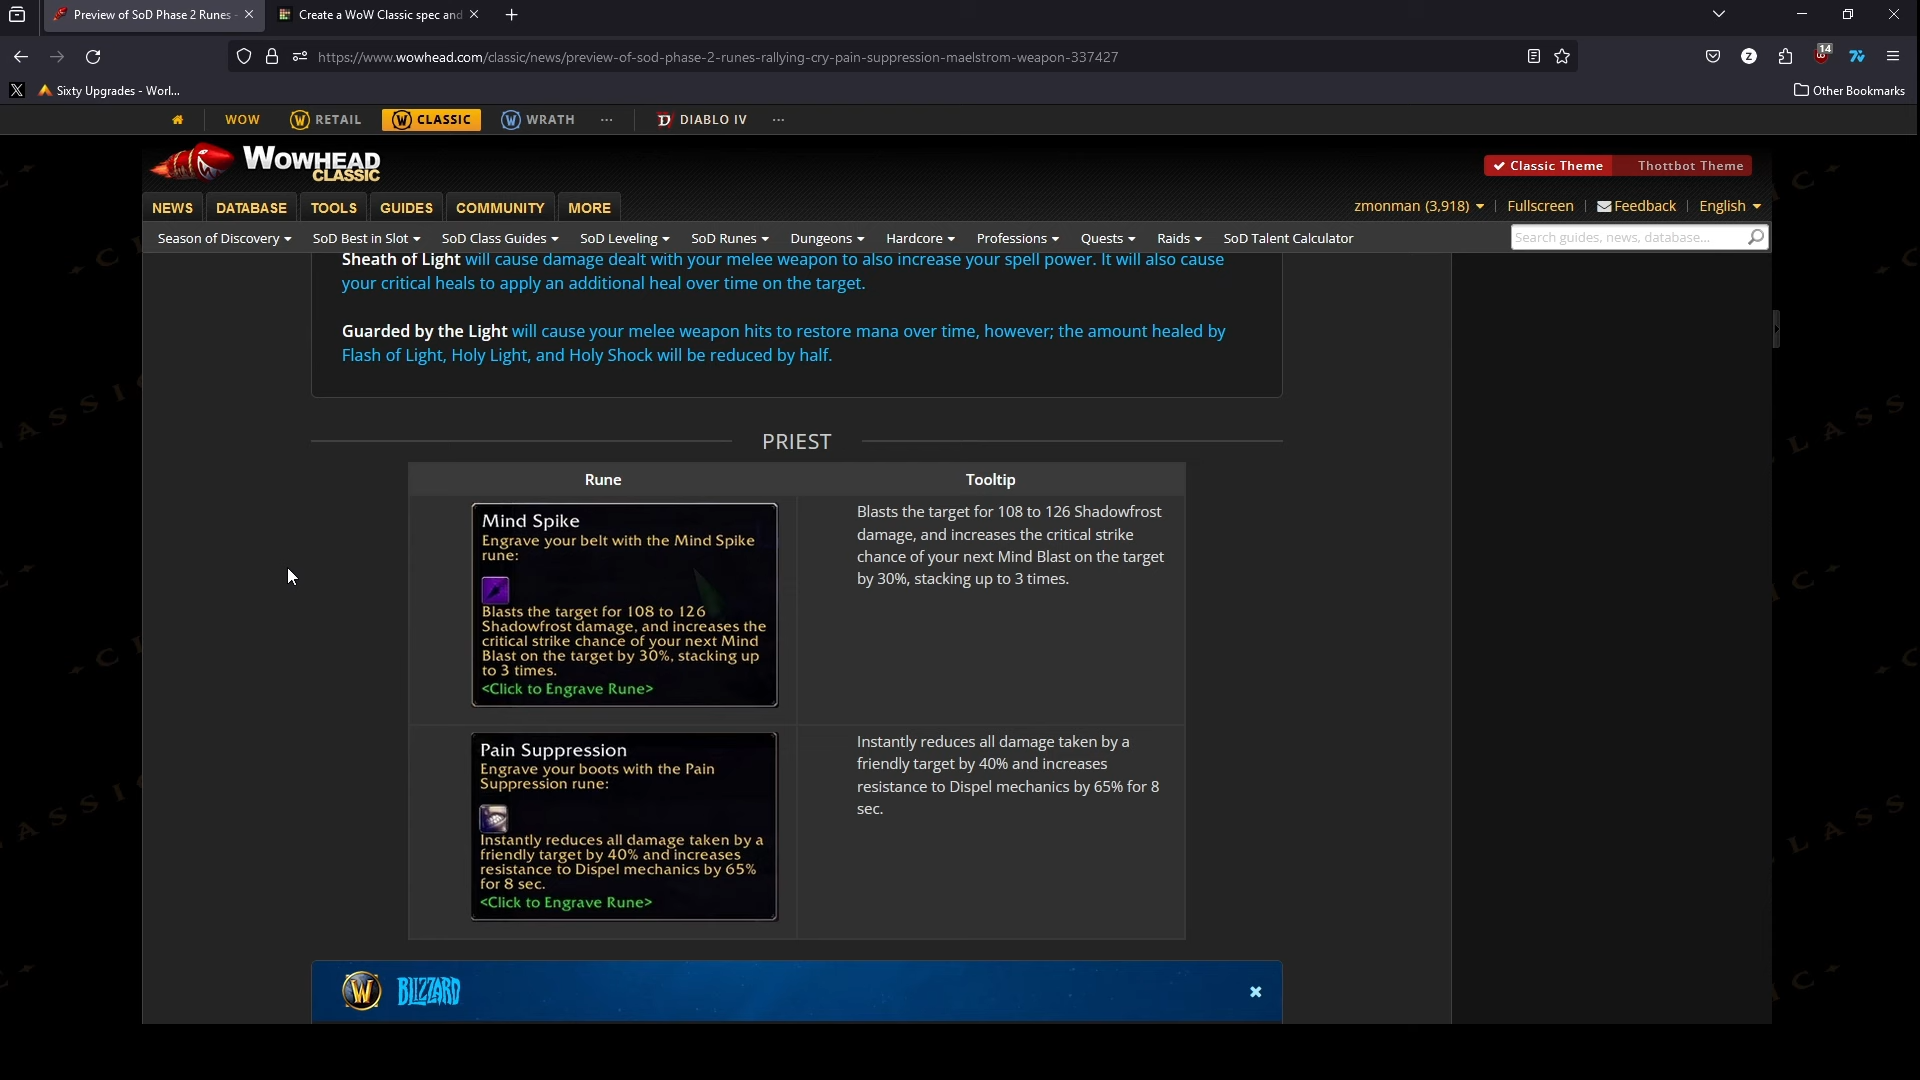 Preview of SoD Phase 2 Runes -
Create a WoW Classic spec and
https://www.wowhead.com/classic/news/preview-of-sod-phase-2-runes-rallying-cry-pain-suppression-maelstrom-weapon-337427
Z
14
Sixty Upgrades - Worl...
Other Bookmarks
WOW
RETAIL
CLASSIC
WRATH
...
DIABLO IV
...
WOWHEAD
CLASSIC
Classic Theme
Thottbot Theme
NEWS
DATABASE
TOOLS
GUIDES
COMMUNITY
MORE
zmonman (3,918)
Fullscreen
Feedback
English
Season of Discovery
SoD Best in Slot
SoD Class Guides
SoD Leveling
SoD Runes
Dungeons
Hardcore
Professions
Quests
Raids
SoD Talent Calculator
Search guides, news, database...
Sheath of Light will cause damage dealt with your melee weapon to also increase your spell power. It will also cause
your critical heals to apply an additional heal over time on the target.
Guarded by the Light will cause your melee weapon hits to restore mana over time, however; the amount healed by
Flash of Light, Holy Light, and Holy Shock will be reduced by half.
PRIEST
Rune
Tooltip
Mind Spike
Engrave your belt with the Mind Spike
rune:
Blasts the target for 108 to 126
Shadowfrost damage, and increases the
critical strike chance of your next Mind
Blast on the target by 30%, stacking up
to 3 times.
<Click to Engrave Rune>
Blasts the target for 108 to 126 Shadowfrost
damage, and increases the critical strike
chance of your next Mind Blast on the target
by 30%, stacking up to 3 times.
Pain Suppression
Engrave your boots with the Pain
Suppression rune:
Instantly reduces all damage taken by a
friendly target by 40% and increases
resistance to Dispel mechanics by 65%
for 8 sec.
<Click to Engrave Rune>
Instantly reduces all damage taken by a
friendly target by 40% and increases
resistance to Dispel mechanics by 65% for 8
sec.
BLIZZARD